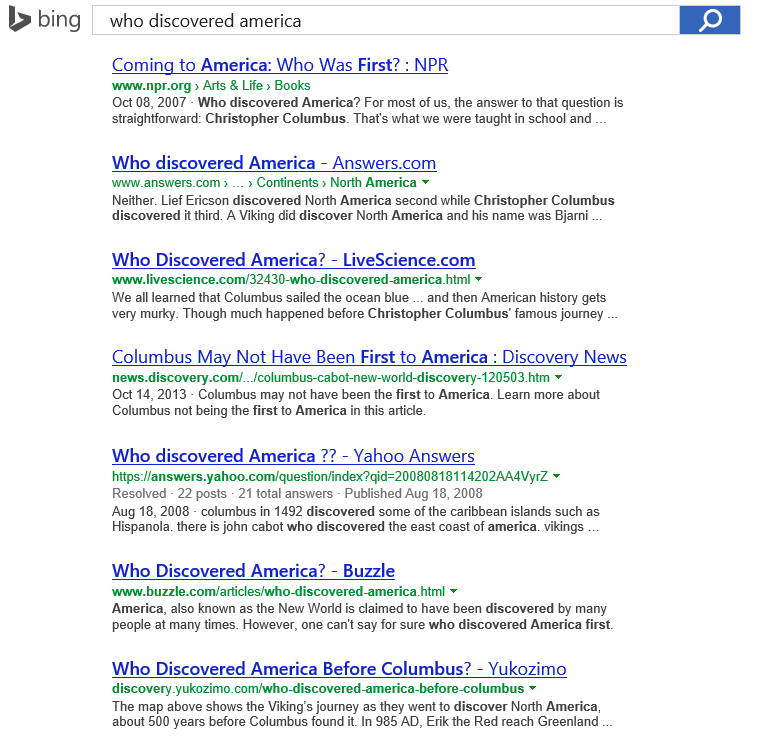 bing
who discovered america
Coming to America: Who Was First? : NPR
www.npr.org › Arts & Life › Books
Oct 08, 2007 · Who discovered America? For most of us, the answer to that question is
straightforward: Christopher Columbus. That's what we were taught in school and ...
Who discovered America - Answers.com
www.answers.com › ... › Continents › North America
Neither. Lief Ericson discovered North America second while Christopher Columbus
discovered it third. A Viking did discover North America and his name was Bjarni ...
Who Discovered America? - LiveScience.com
www.livescience.com/32430-who-discovered-america.html
We all learned that Columbus sailed the ocean blue ... and then American history gets
very murky. Though much happened before Christopher Columbus' famous journey ...
Columbus May Not Have Been First to America : Discovery News
news.discovery.com/.../columbus-cabot-new-world-discovery-120503.htm
Oct 14, 2013 · Columbus may not have been the first to America. Learn more about
Columbus not being the first to America in this article.
Who discovered America ?? - Yahoo Answers
https://answers.yahoo.com/question/index?qid=20080818114202AA4VyrZ
Resolved · 22 posts · 21 total answers · Published Aug 18, 2008
Aug 18, 2008 · columbus in 1492 discovered some of the caribbean islands such as
Hispanola. there is john cabot who discovered the east coast of america. vikings ...
Who Discovered America? - Buzzle
www.buzzle.com/articles/who-discovered-america.html
America, also known as the New World is claimed to have been discovered by many
people at many times. However, one can't say for sure who discovered America first.
Who Discovered America Before Columbus? - Yukozimo
discovery.yukozimo.com/who-discovered-america-before-columbus
The map above shows the Viking's journey as they went to discover North America,
about 500 years before Columbus found it. In 985 AD, Erik the Red reach Greenland ...